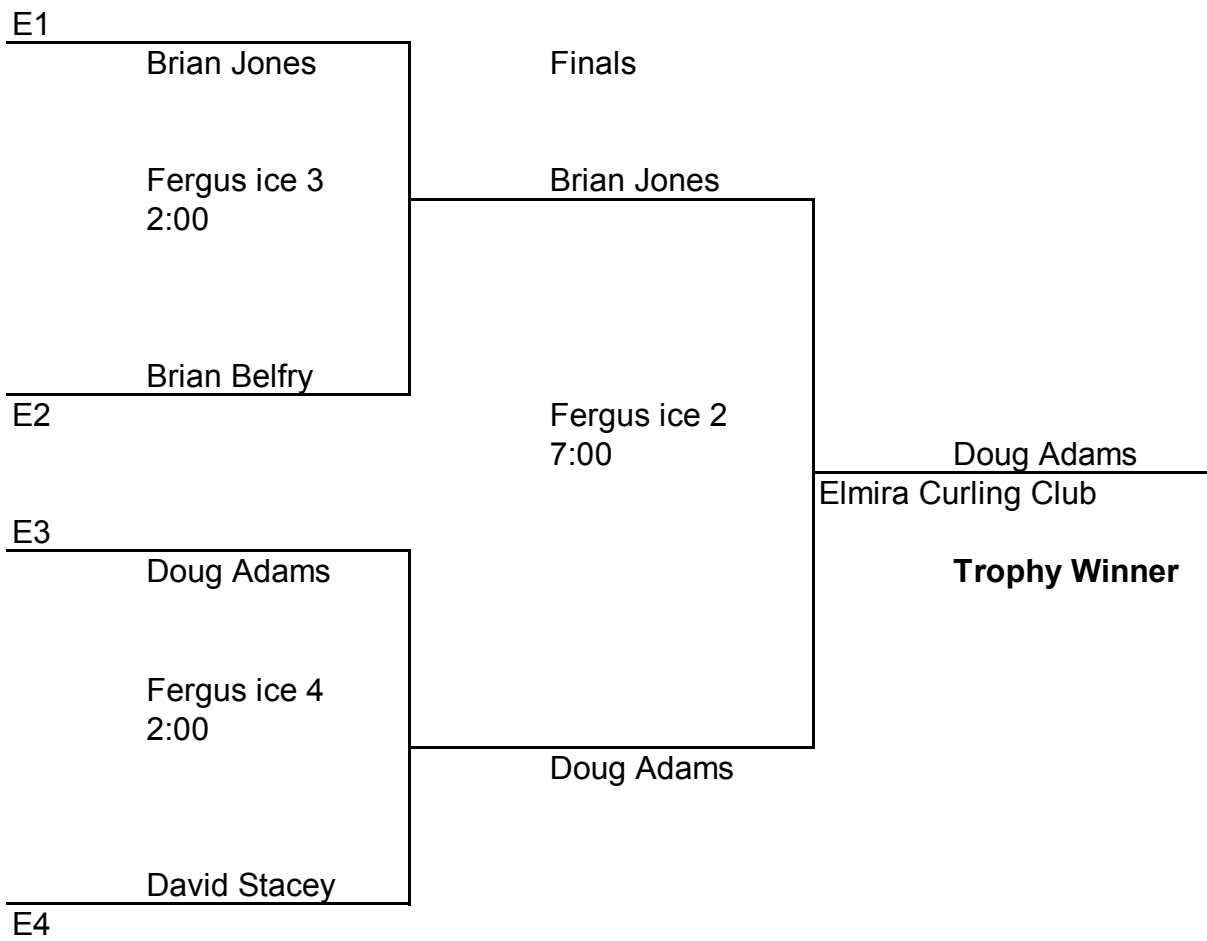 E1
Brian Jones
Finals
Fergus ice 3
2:00
Brian Jones
Brian Belfry
E2
Fergus ice 2
7:00
Doug Adams
Elmira Curling Club
E3
Doug Adams
Trophy Winner
Fergus ice 4
2:00
Doug Adams
David Stacey
E4